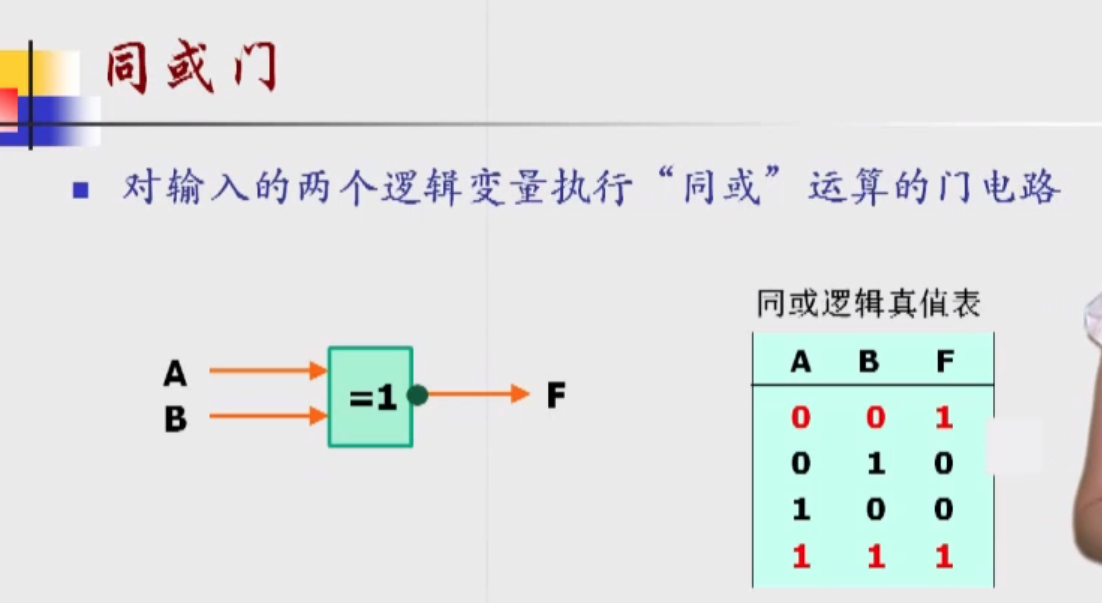 同或门
■ 对输入的两个逻辑变量执行“同或”运算的门电路
同或逻辑真值表
A B F
0 0 1
0 1 0
1 0 0
1 1 1
A
B
=1
F